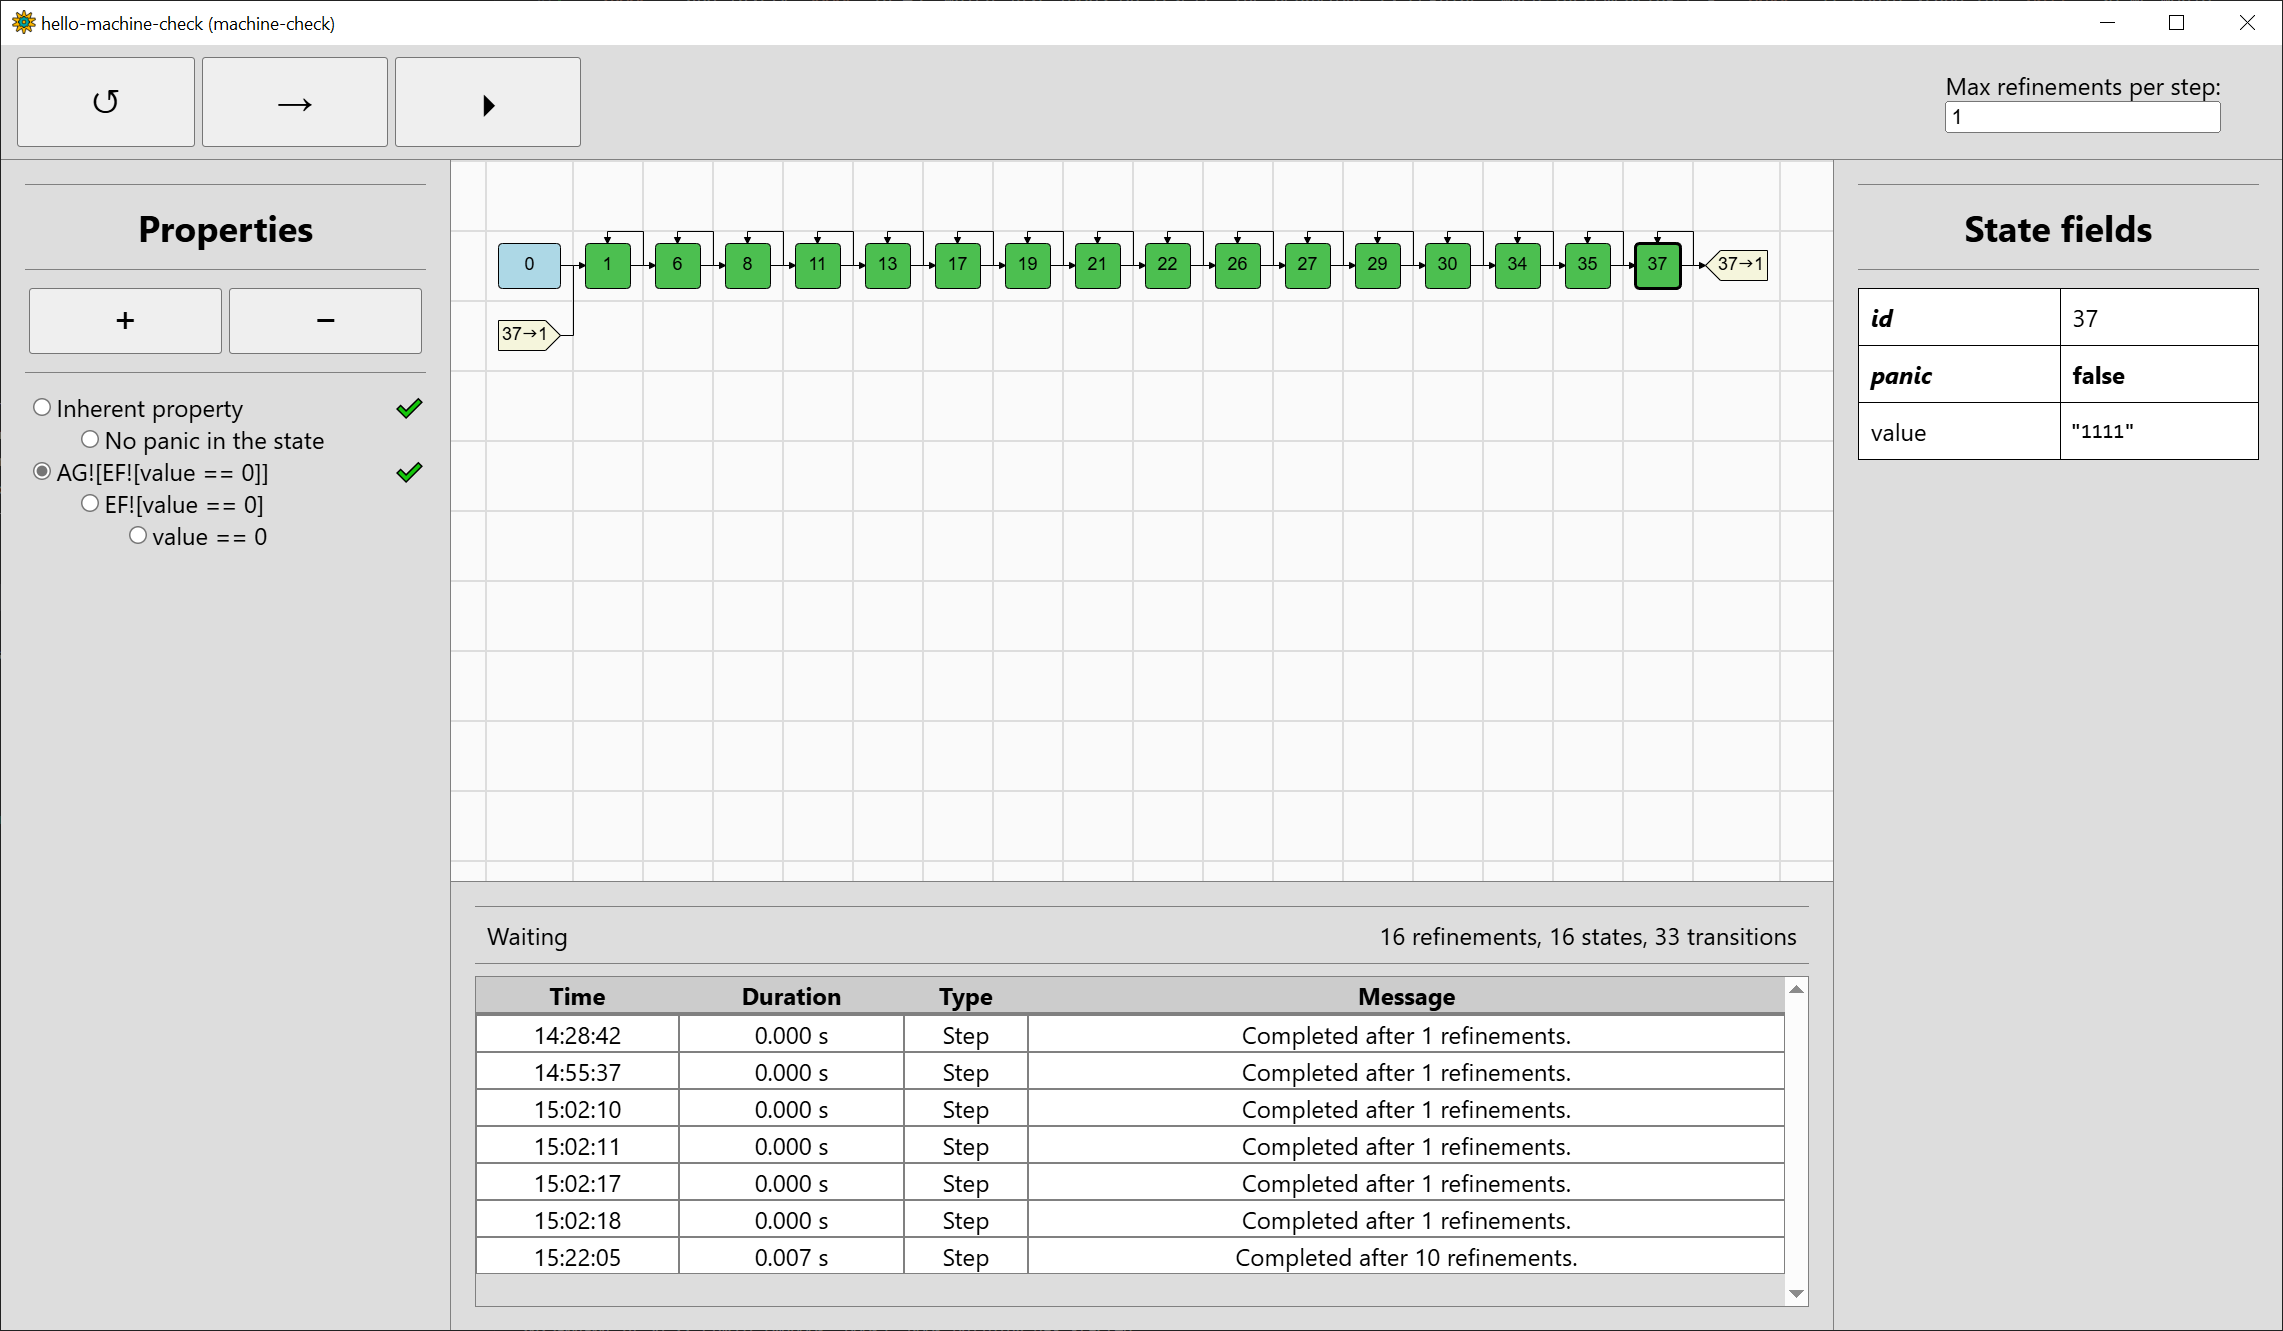 hello-machine-check (machine-check)
Max refinements per step:
1
Properties
+ −
Inherent property
No panic in the state
AG![EF![value == 0]]
EF![value == 0]
value == 0
0 1 6 8 11 13 17 19 21 22 26 27 29 30 34 35 37 37→1
37→1
State fields
id 37
panic false
value "1111"
Waiting 16 refinements, 16 states, 33 transitions
Time Duration Type Message
14:28:42 0.000 s Step Completed after 1 refinements.
14:55:37 0.000 s Step Completed after 1 refinements.
15:02:10 0.000 s Step Completed after 1 refinements.
15:02:11 0.000 s Step Completed after 1 refinements.
15:02:17 0.000 s Step Completed after 1 refinements.
15:02:18 0.000 s Step Completed after 1 refinements.
15:22:05 0.007 s Step Completed after 10 refinements.